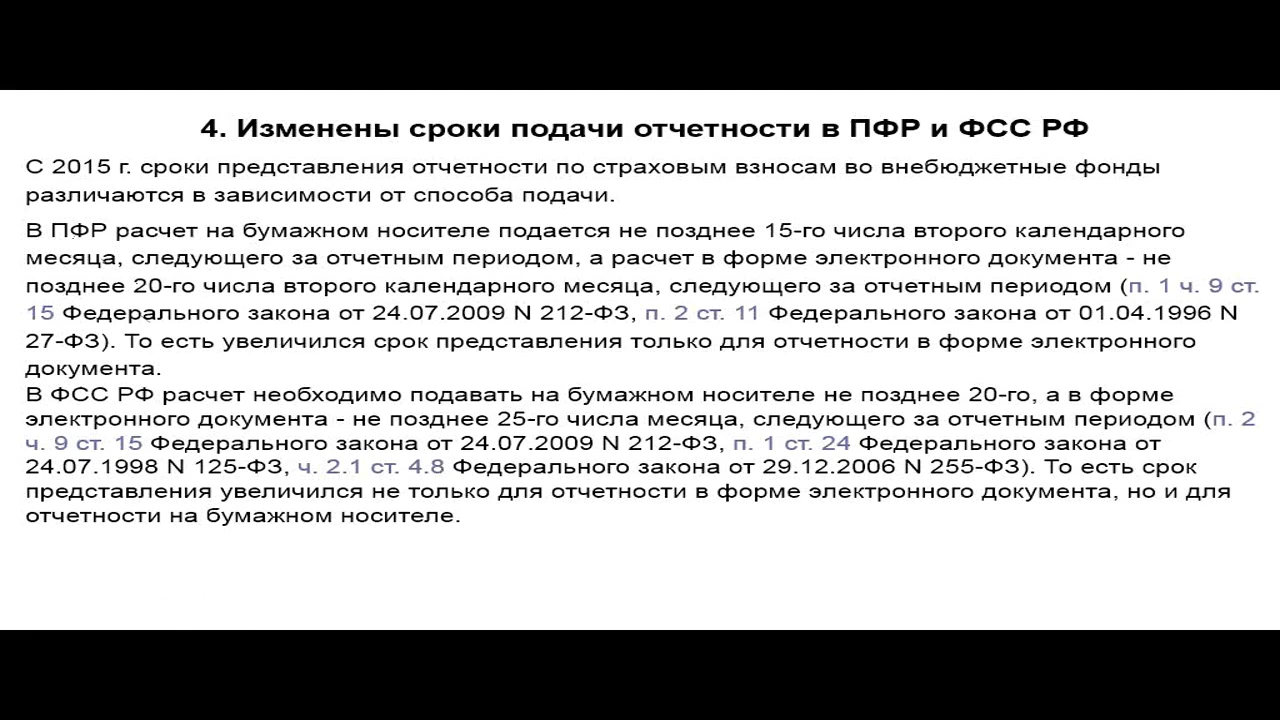 4. Изменены сроки подачи отчетности в ПФР и ФСС РФ
С 2015 г. сроки представления отчетности по страховым взносам во внебюджетные фонды
различаются в зависимости от способа подачи.
В ПФР расчет на бумажном носителе подается не позднее 15-го числа второго календарного
месяца, следующего за отчетным периодом, а расчет в форме электронного документа - не
позднее 20-го числа второго календарного месяца, следующего за отчетным периодом (п. 1 ч. 9 ст.
15 Федерального закона от 24.07.2009 N 212-ФЗ, п. 2 ст. 11 Федерального закона от 01.04.1996 N
27-ФЗ). То есть увеличился срок представления только для отчетности в форме электронного
документа.
В ФСС РФ расчет необходимо подавать на бумажном носителе не позднее 20-го, а в форме
электронного документа - не позднее 25-го числа месяца, следующего за отчетным периодом (п. 2
ч. 9 ст. 15 Федерального закона от 24.07.2009 N 212-ФЗ, п. 1 ст. 24 Федерального закона от
24.07.1998 N 125-ФЗ, ч. 2.1 ст. 4.8 Федерального закона от 29.12.2006 N 255-ФЗ). То есть срок
представления увеличился не только для отчетности в форме электронного документа, но и для
отчетности на бумажном носителе.